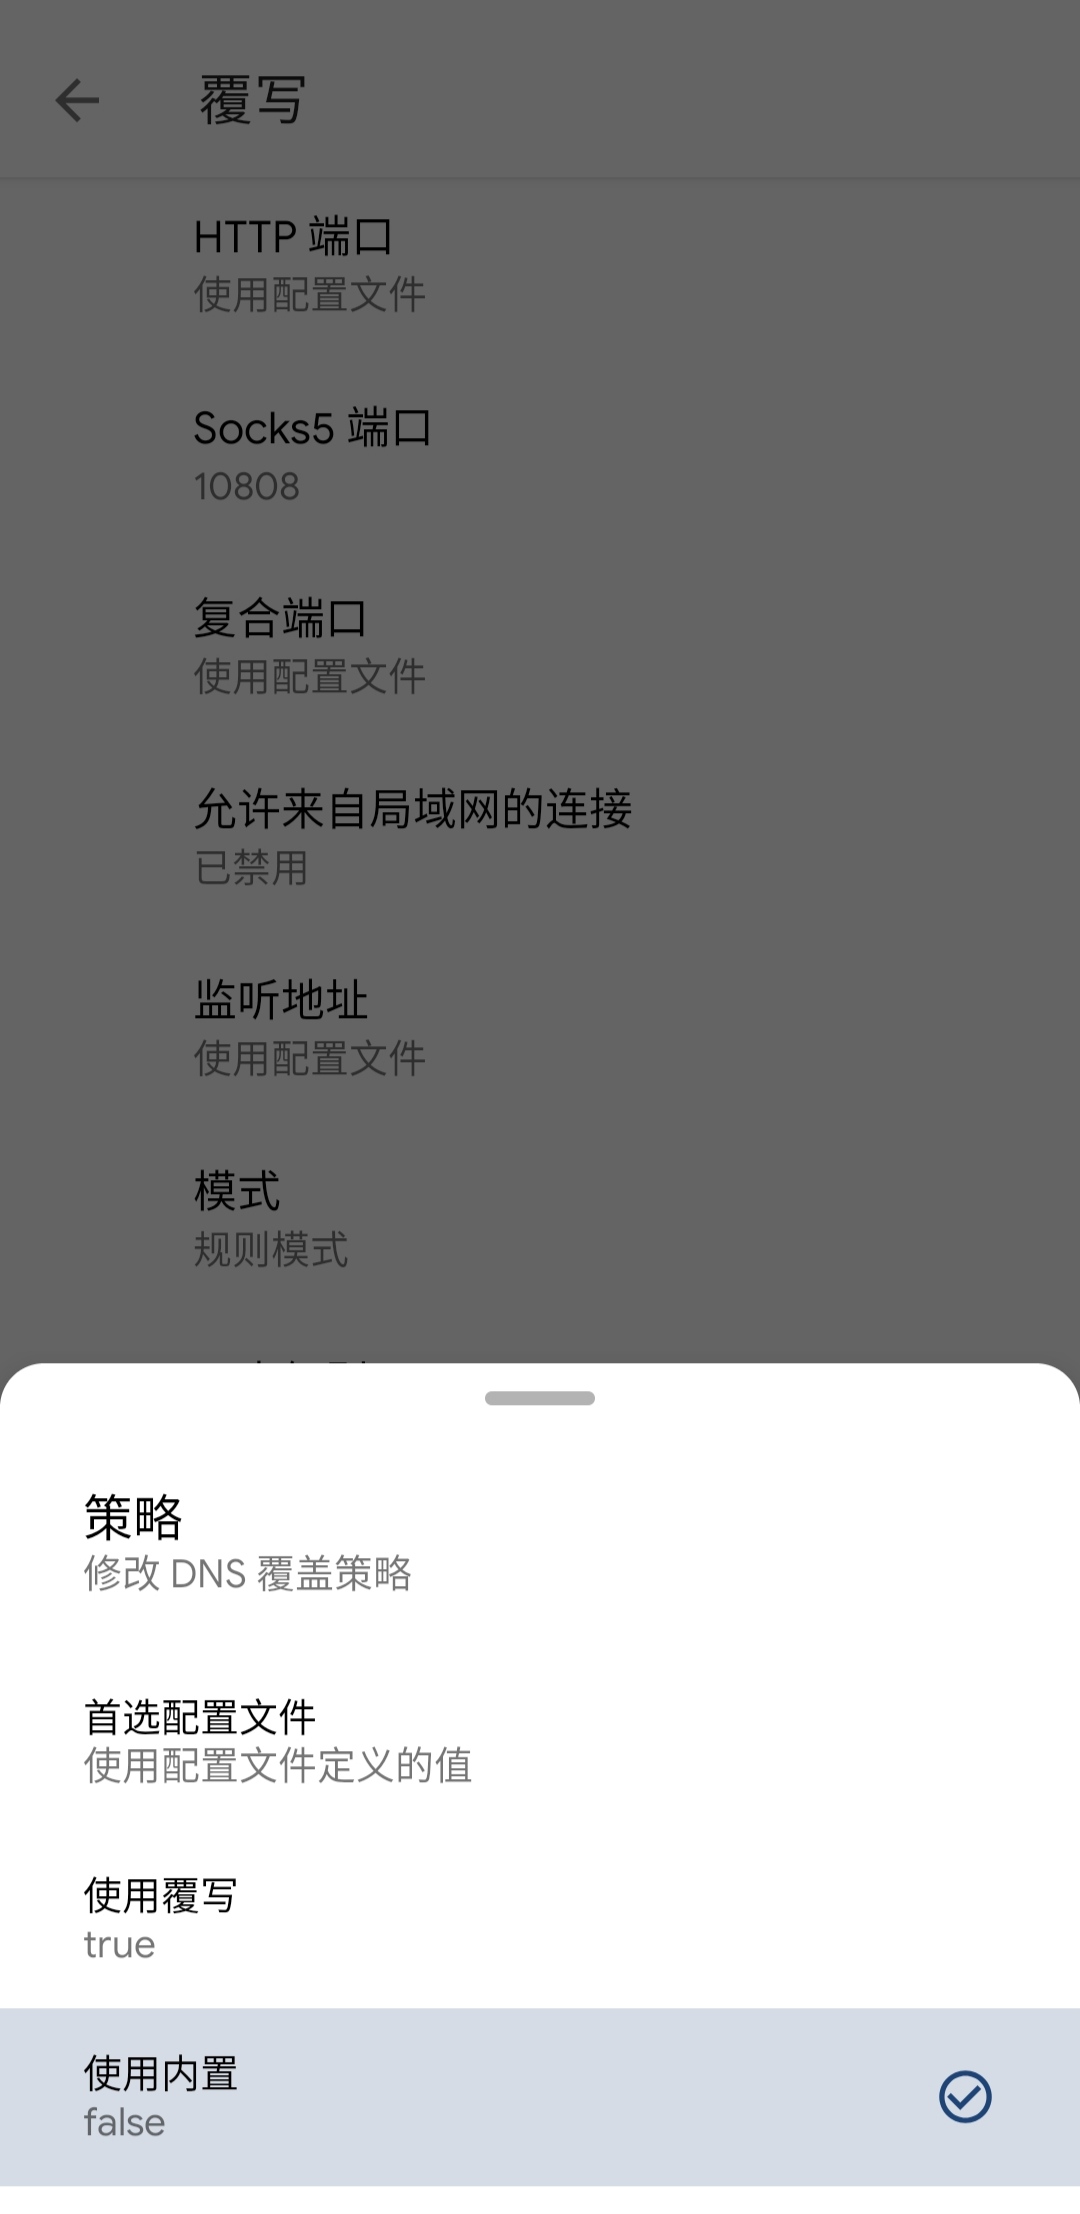 覆写
HTTP 端口
使用配置文件
Socks5 端口
10808
复合端口
使用配置文件
允许来自局域网的连接
已禁用
监听地址
使用配置文件
模式
规则模式
策略
修改 DNS 覆盖策略
首选配置文件
使用配置文件定义的值
使用覆写
true
使用内置
false